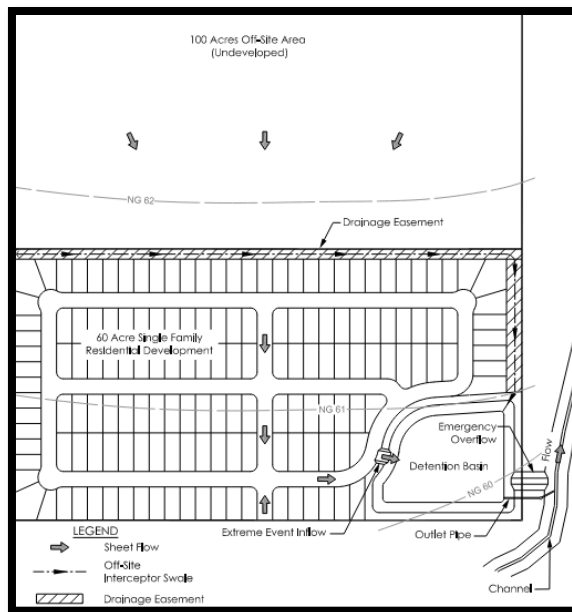 100 Acres Off-Site Area
(Undeveloped)
NG 62
Drainage Easement
60 Acre Single Family
Residential Development
NG 61
Emergency
Overflow
Flow
Detention Basin
NG 60
LEGEND
Extreme Event Inflow
Outlet Pipe
Sheet Flow
Off-Site
Interceptor Swale
Channel
Drainage Easement